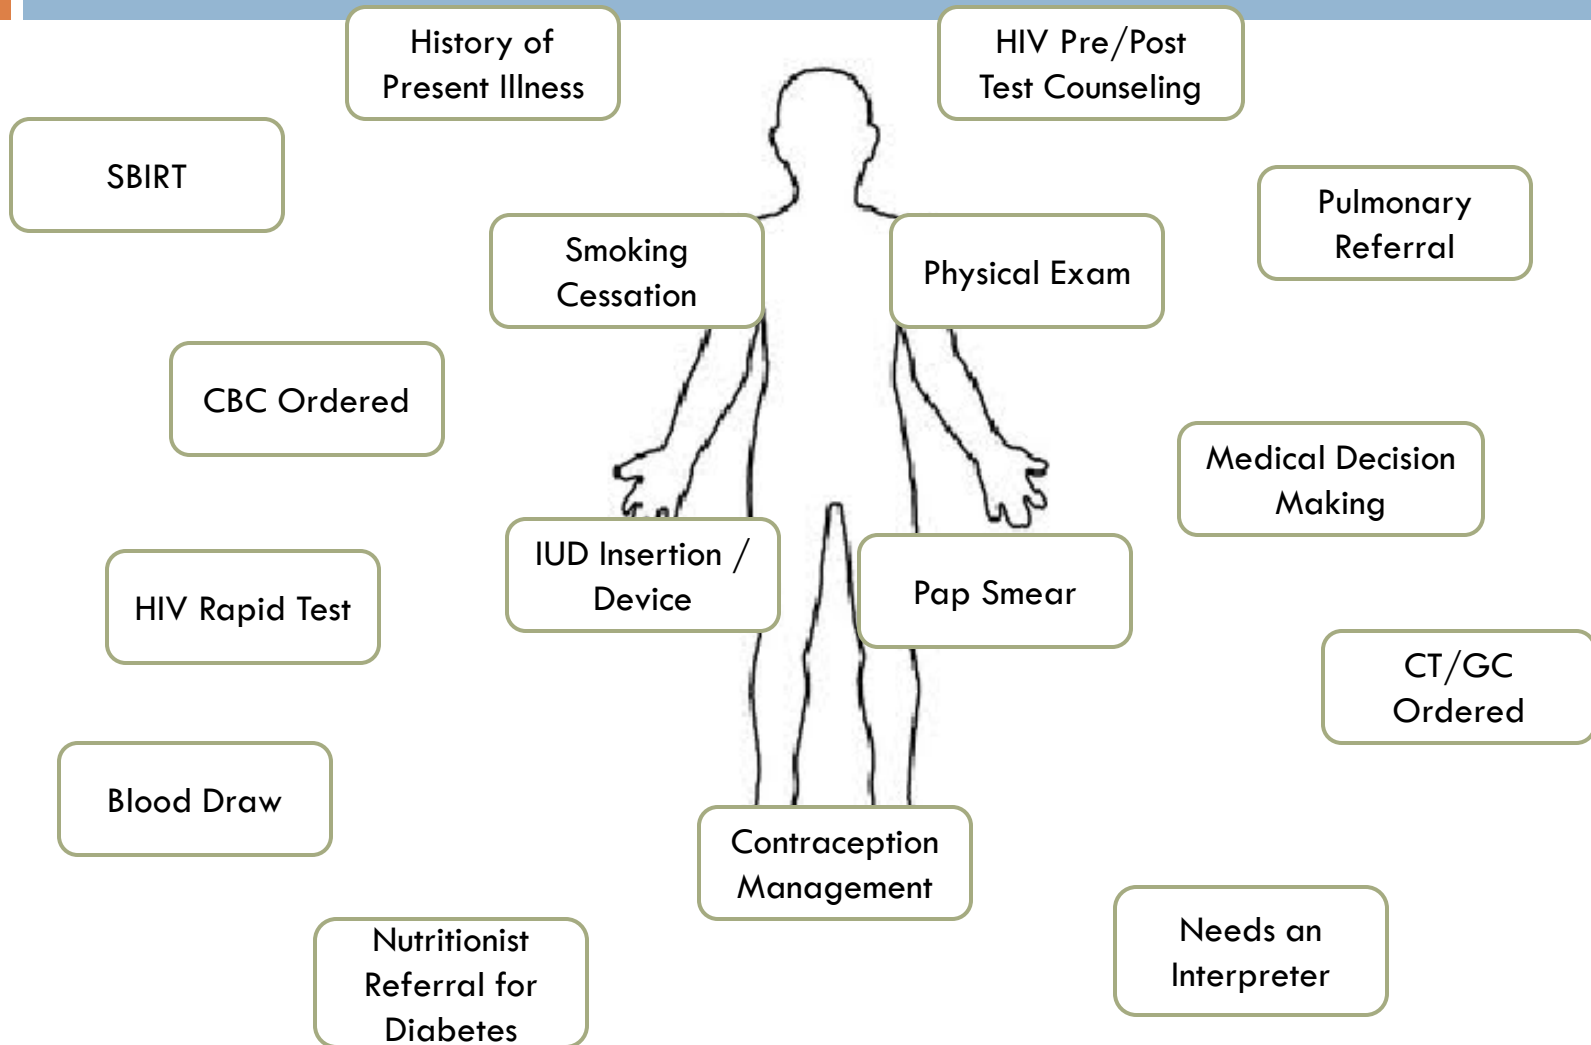 History of
Present Illness
HIV Pre/Post
Test Counseling
SBIRT
Pulmonary
Referral
Smoking
Cessation
Physical Exam
CBC Ordered
Medical Decision
Making
IUD Insertion /
Device
Pap Smear
HIV Rapid Test
CT/GC
Ordered
Blood Draw
Contraception
Management
Needs an
Interpreter
Nutritionist
Referral for
Diabetes